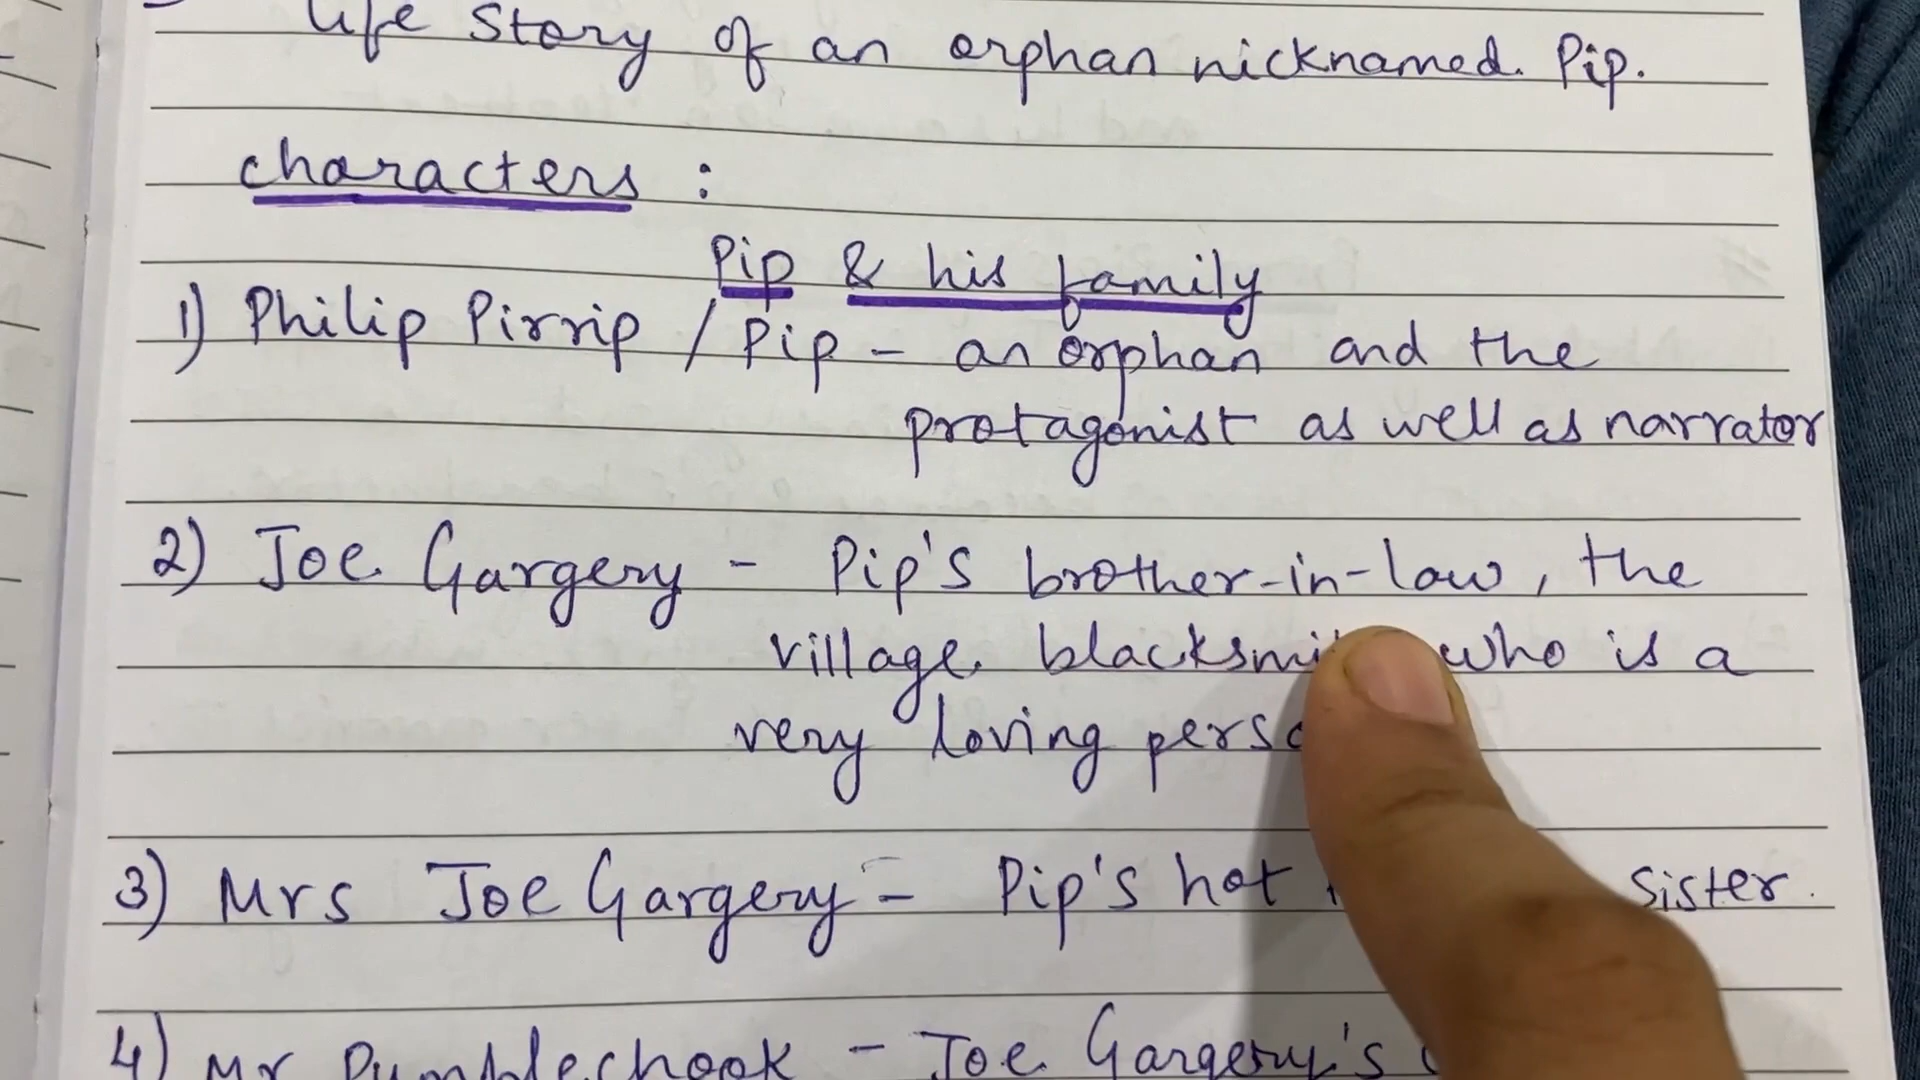 life Story of an orphan nicknamed. Pip.
characters :
Pip & his family
1) Philip Pirrip / Pip - an orphan and the
protagonist as well as narrator
2) Joe Gargery - Pip's brother-in-law, the
village blacksmi who is a
very loving pers
3) Mrs Joe Gargery - Pip's hot sister.
4) Mr Pumblechook - Joe Gargery's